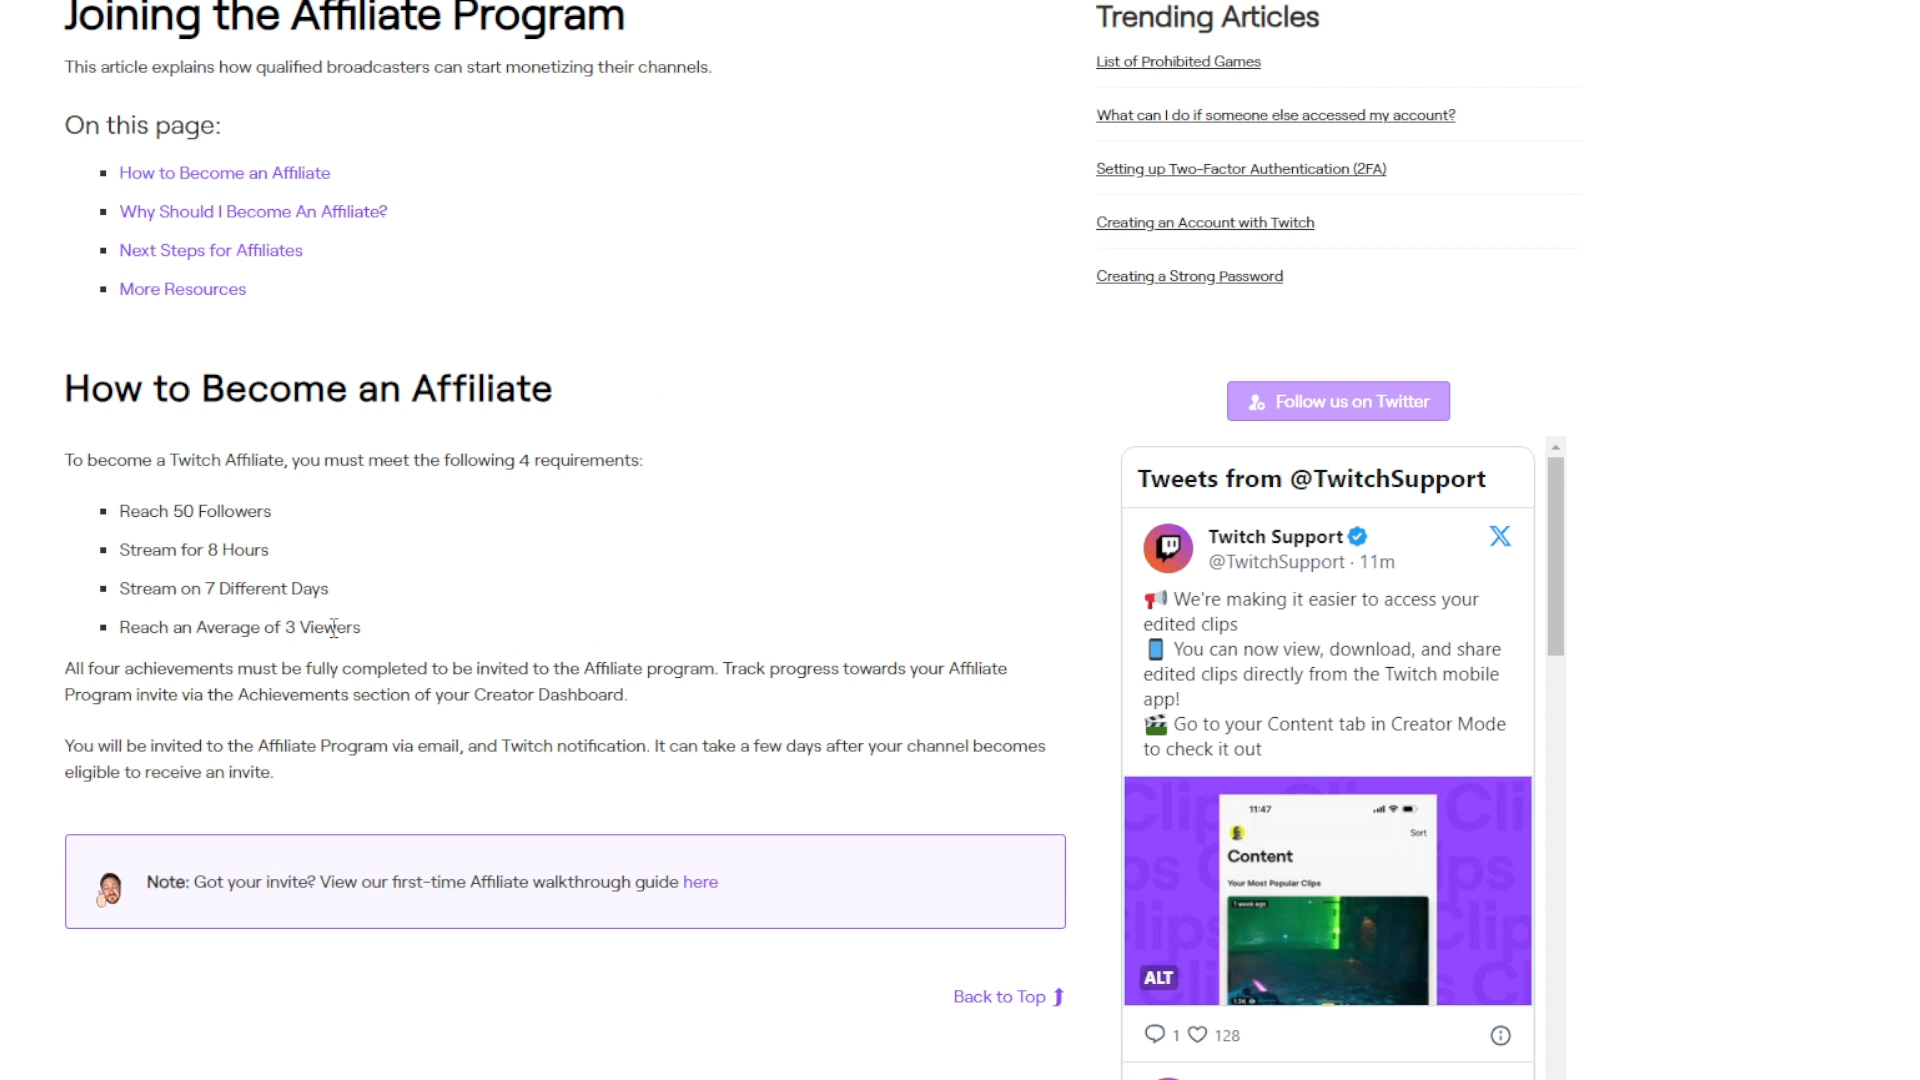 Joining the Affiliate Program
This article explains how qualified broadcasters can start monetizing their channels.
On this page:
How to Become an Affiliate
Why Should I Become An Affiliate?
Next Steps for Affiliates
More Resources
How to Become an Affiliate
To become a Twitch Affiliate, you must meet the following 4 requirements:
Reach 50 Followers
Stream for 8 Hours
Stream on 7 Different Days
Reach an Average of 3 Viewers
All four achievements must be fully completed to be invited to the Affiliate program. Track progress towards your Affiliate
Program invite via the Achievements section of your Creator Dashboard.
You will be invited to the Affiliate Program via email, and Twitch notification. It can take a few days after your channel becomes
eligible to receive an invite.
Note: Got your invite? View our first-time Affiliate walkthrough guide here
Back to Top
Trending Articles
List of Prohibited Games
What can I do if someone else accessed my account?
Setting up Two-Factor Authentication (2FA)
Creating an Account with Twitch
Creating a Strong Password
Follow us on Twitter
Tweets from @TwitchSupport
Twitch Support
@TwitchSupport · 11m
📢 We're making it easier to access your
edited clips
📱 You can now view, download, and share
edited clips directly from the Twitch mobile
app!
🎬 Go to your Content tab in Creator Mode
to check it out
Clips Clips
11:47
Sort
Content
Your Most Popular Clips
1 week ago
1.3K
ALT
1 128